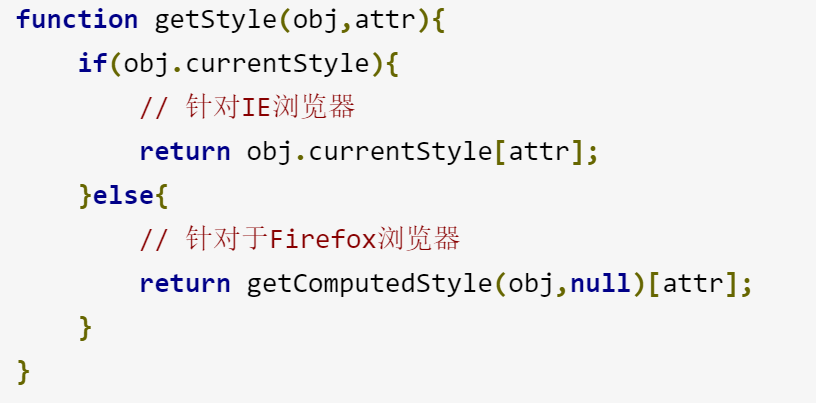 function getStyle(obj,attr){
    if(obj.currentStyle){
        // 针对IE浏览器
        return obj.currentStyle[attr];
    }else{
        // 针对于Firefox浏览器
        return getComputedStyle(obj,null)[attr];
    }
}